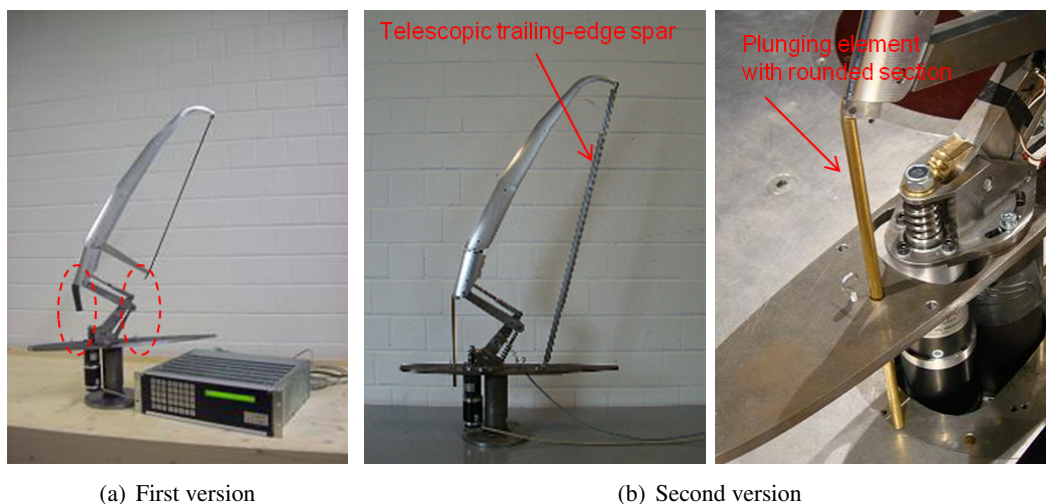 Telescopic trailing-edge spar
Plunging element
with rounded section
(a) First version
(b) Second version